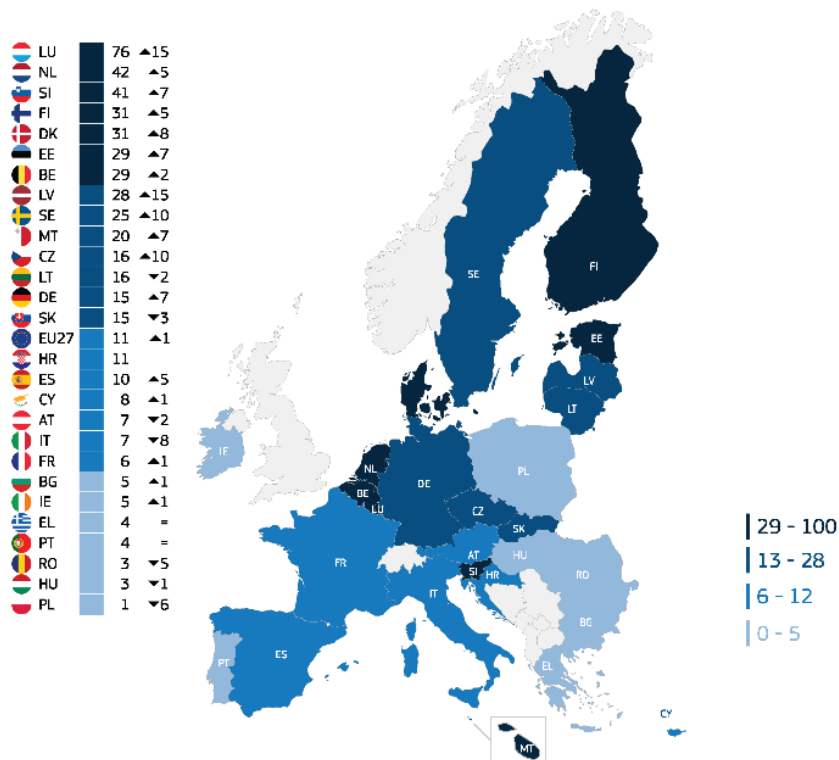 LU 76 ▲15
NL 42 ▲5
SI 41 ▲7
FI 31 ▲5
DK 31 ▲8
EE 29 ▲7
BE 29 ▲2
LV 28 ▲15
SE 25 ▲10
MT 20 ▲7
CZ 16 ▲10
LT 16 ▼2
DE 15 ▲7
SK 15 ▼3
EU27 11 ▲1
HR 11
ES 10 ▲5
CY 8 ▲1
AT 7 ▼2
IT 7 ▼8
FR 6 ▲1
BG 5 ▲1
IE 5 ▲1
EL 4 =
PT 4 =
RO 3 ▼5
HU 3 ▼1
PL 1 ▼6
FI
SE
EE
LV
LT
IE
NL
PL
DE
BE
LU
CZ
SK
FR
AT
HU
SI
HR
RO
IT
BG
ES
PT
EL
CY
MT
29 - 100
13 - 28
6 - 12
0 - 5